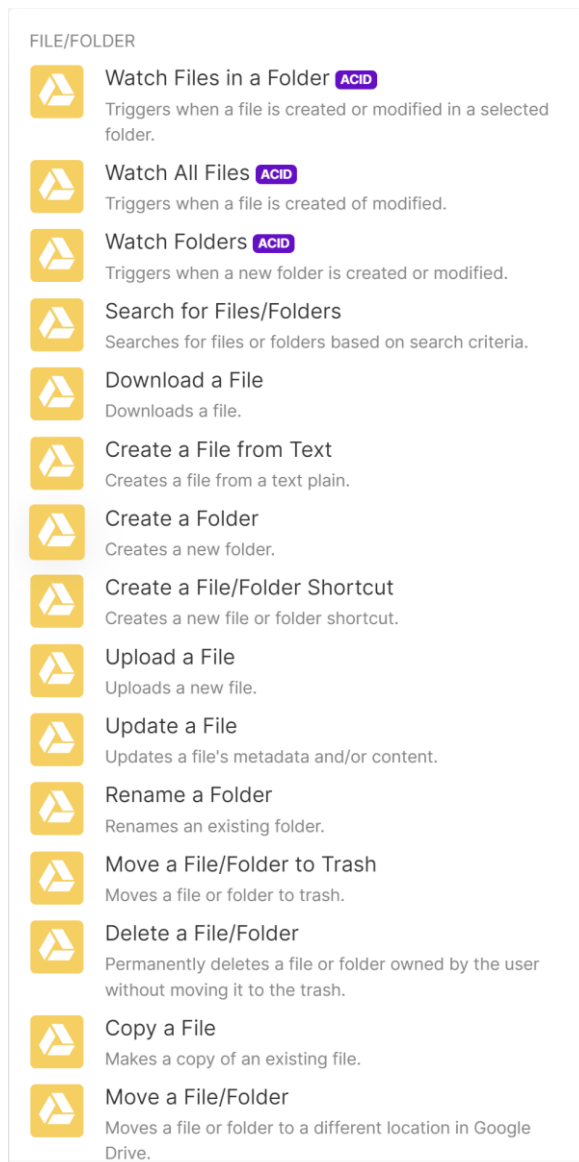 FILE/FOLDER
Watch Files in a Folder ACID
Triggers when a file is created or modified in a selected
folder.
Watch All Files ACID
Triggers when a file is created of modified.
Watch Folders ACID
Triggers when a new folder is created or modified.
Search for Files/Folders
Searches for files or folders based on search criteria.
Download a File
Downloads a file.
Create a File from Text
Creates a file from a text plain.
Create a Folder
Creates a new folder.
Create a File/Folder Shortcut
Creates a new file or folder shortcut.
Upload a File
Uploads a new file.
Update a File
Updates a file's metadata and/or content.
Rename a Folder
Renames an existing folder.
Move a File/Folder to Trash
Moves a file or folder to trash.
Delete a File/Folder
Permanently deletes a file or folder owned by the user
without moving it to the trash.
Copy a File
Makes a copy of an existing file.
Move a File/Folder
Moves a file or folder to a different location in Google
Drive.